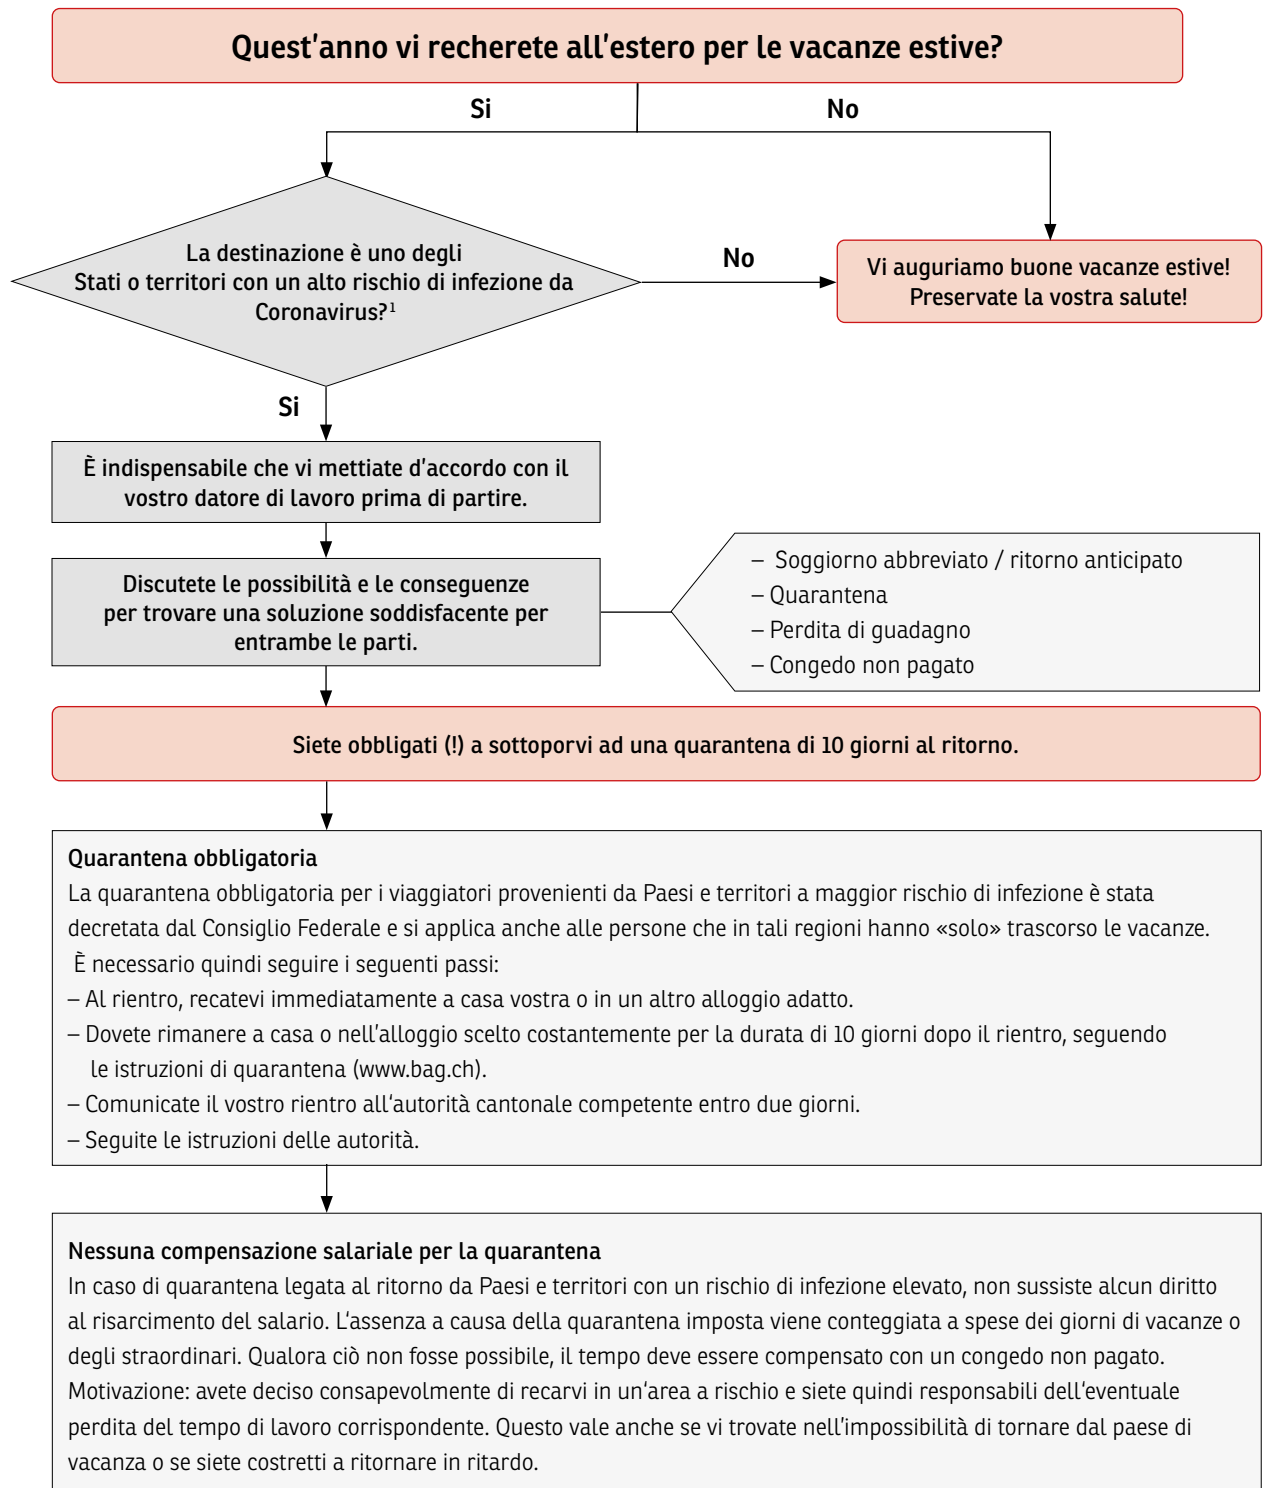 Quest'anno vi recherete all'estero per le vacanze estive?
Si
No
La destinazione è uno degli
Stati o territori con un alto rischio di infezione da
Coronavirus?¹
No
Vi auguriamo buone vacanze estive!
Preservate la vostra salute!
Si
È indispensabile che vi mettiate d'accordo con il
vostro datore di lavoro prima di partire.
Discutete le possibilità e le conseguenze
per trovare una soluzione soddisfacente per
entrambe le parti.
– Soggiorno abbreviato / ritorno anticipato
– Quarantena
– Perdita di guadagno
– Congedo non pagato
Siete obbligati (!) a sottoporvi ad una quarantena di 10 giorni al ritorno.
Quarantena obbligatoria
La quarantena obbligatoria per i viaggiatori provenienti da Paesi e territori a maggior rischio di infezione è stata
decretata dal Consiglio Federale e si applica anche alle persone che in tali regioni hanno «solo» trascorso le vacanze.
È necessario quindi seguire i seguenti passi:
– Al rientro, recatevi immediatamente a casa vostra o in un altro alloggio adatto.
– Dovete rimanere a casa o nell'alloggio scelto costantemente per la durata di 10 giorni dopo il rientro, seguendo
le istruzioni di quarantena (www.bag.ch).
– Comunicate il vostro rientro all‘autorità cantonale competente entro due giorni.
– Seguite le istruzioni delle autorità.
Nessuna compensazione salariale per la quarantena
In caso di quarantena legata al ritorno da Paesi e territori con un rischio di infezione elevato, non sussiste alcun diritto
al risarcimento del salario. L‘assenza a causa della quarantena imposta viene conteggiata a spese dei giorni di vacanze o
degli straordinari. Qualora ciò non fosse possibile, il tempo deve essere compensato con un congedo non pagato.
Motivazione: avete deciso consapevolmente di recarvi in un‘area a rischio e siete quindi responsabili dell'eventuale
perdita del tempo di lavoro corrispondente. Questo vale anche se vi trovate nell'impossibilità di tornare dal paese di
vacanza o se siete costretti a ritornare in ritardo.